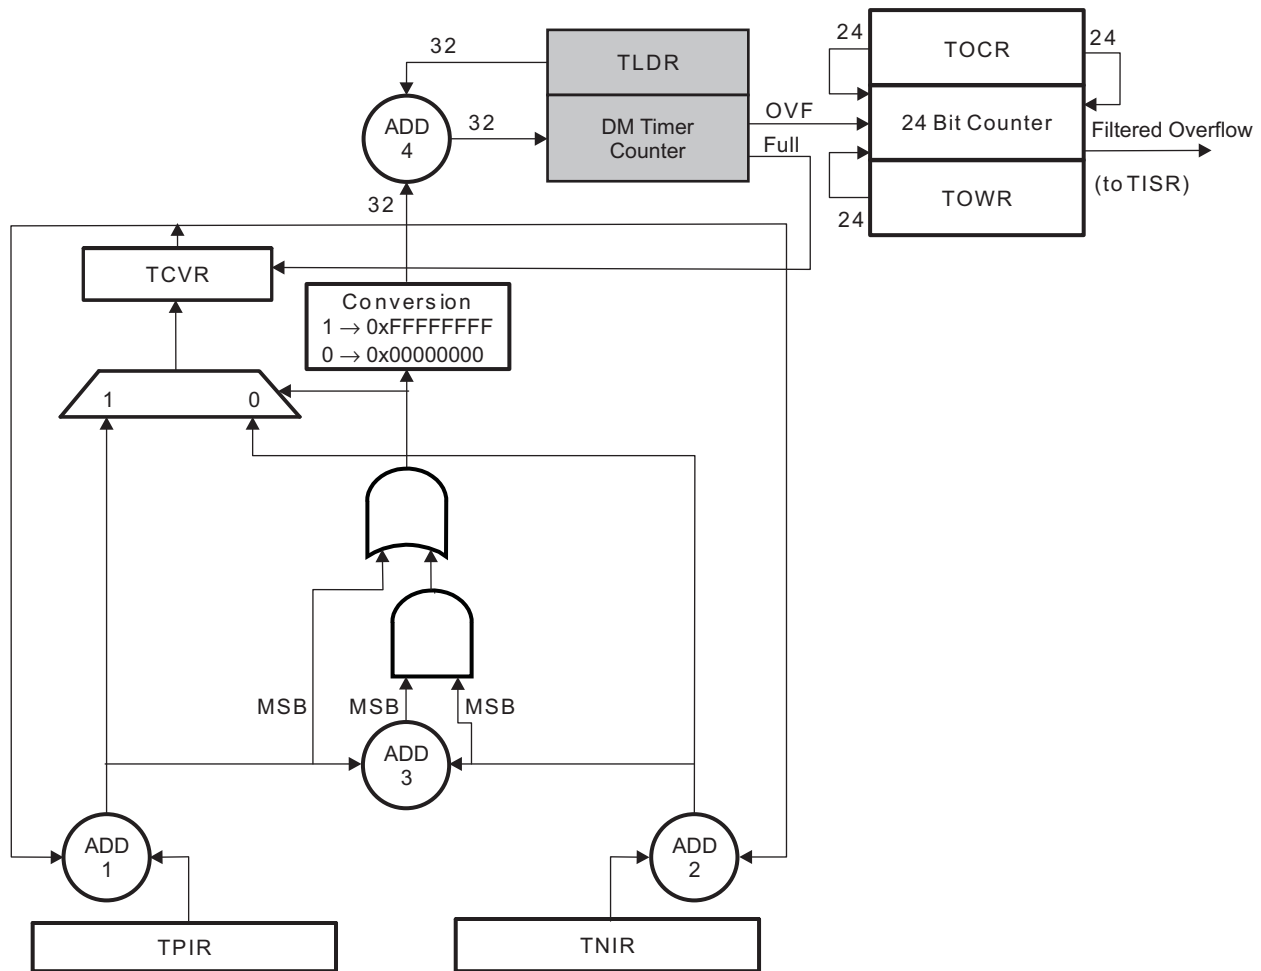 32
TLDR
24
TOCR
24
ADD
4
32
DM Timer
Counter
OVF
Full
24 Bit Counter
Filtered Overflow
(to TISR)
TOWR
24
32
TCVR
Conversion
1 → 0xFFFFFFFF
0 → 0x00000000
1
0
MSB
MSB
MSB
ADD
3
ADD
1
ADD
2
TPIR
TNIR